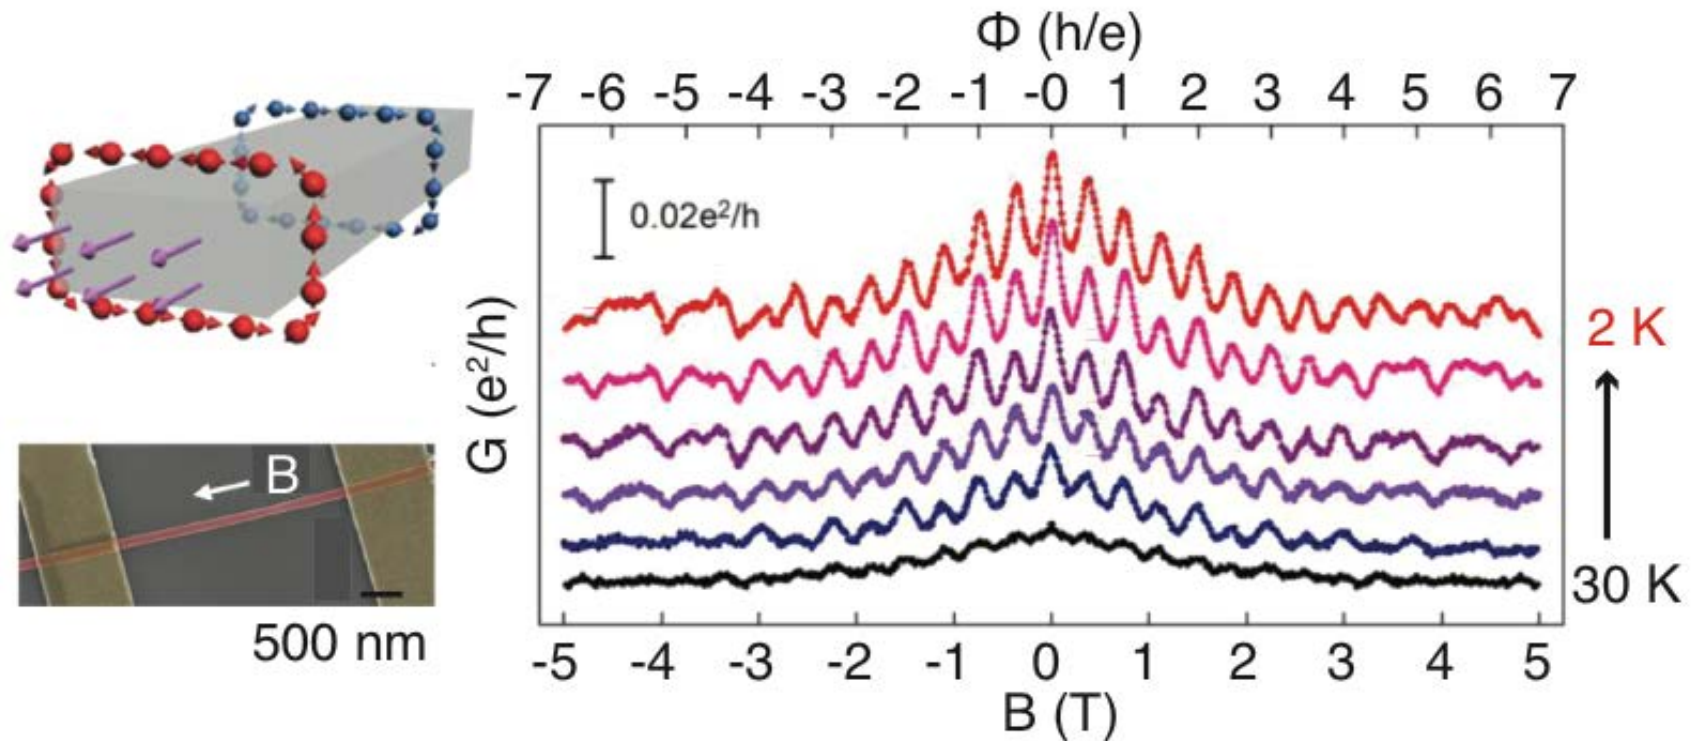 Φ (h/e)
-7 -6 -5 -4 -3 -2 -1 -0 1 2 3 4 5 6 7
0.02e²/h
G (e²/h)
2 K
30 K
B
500 nm
-5 -4 -3 -2 -1 0 1 2 3 4 5
B (T)